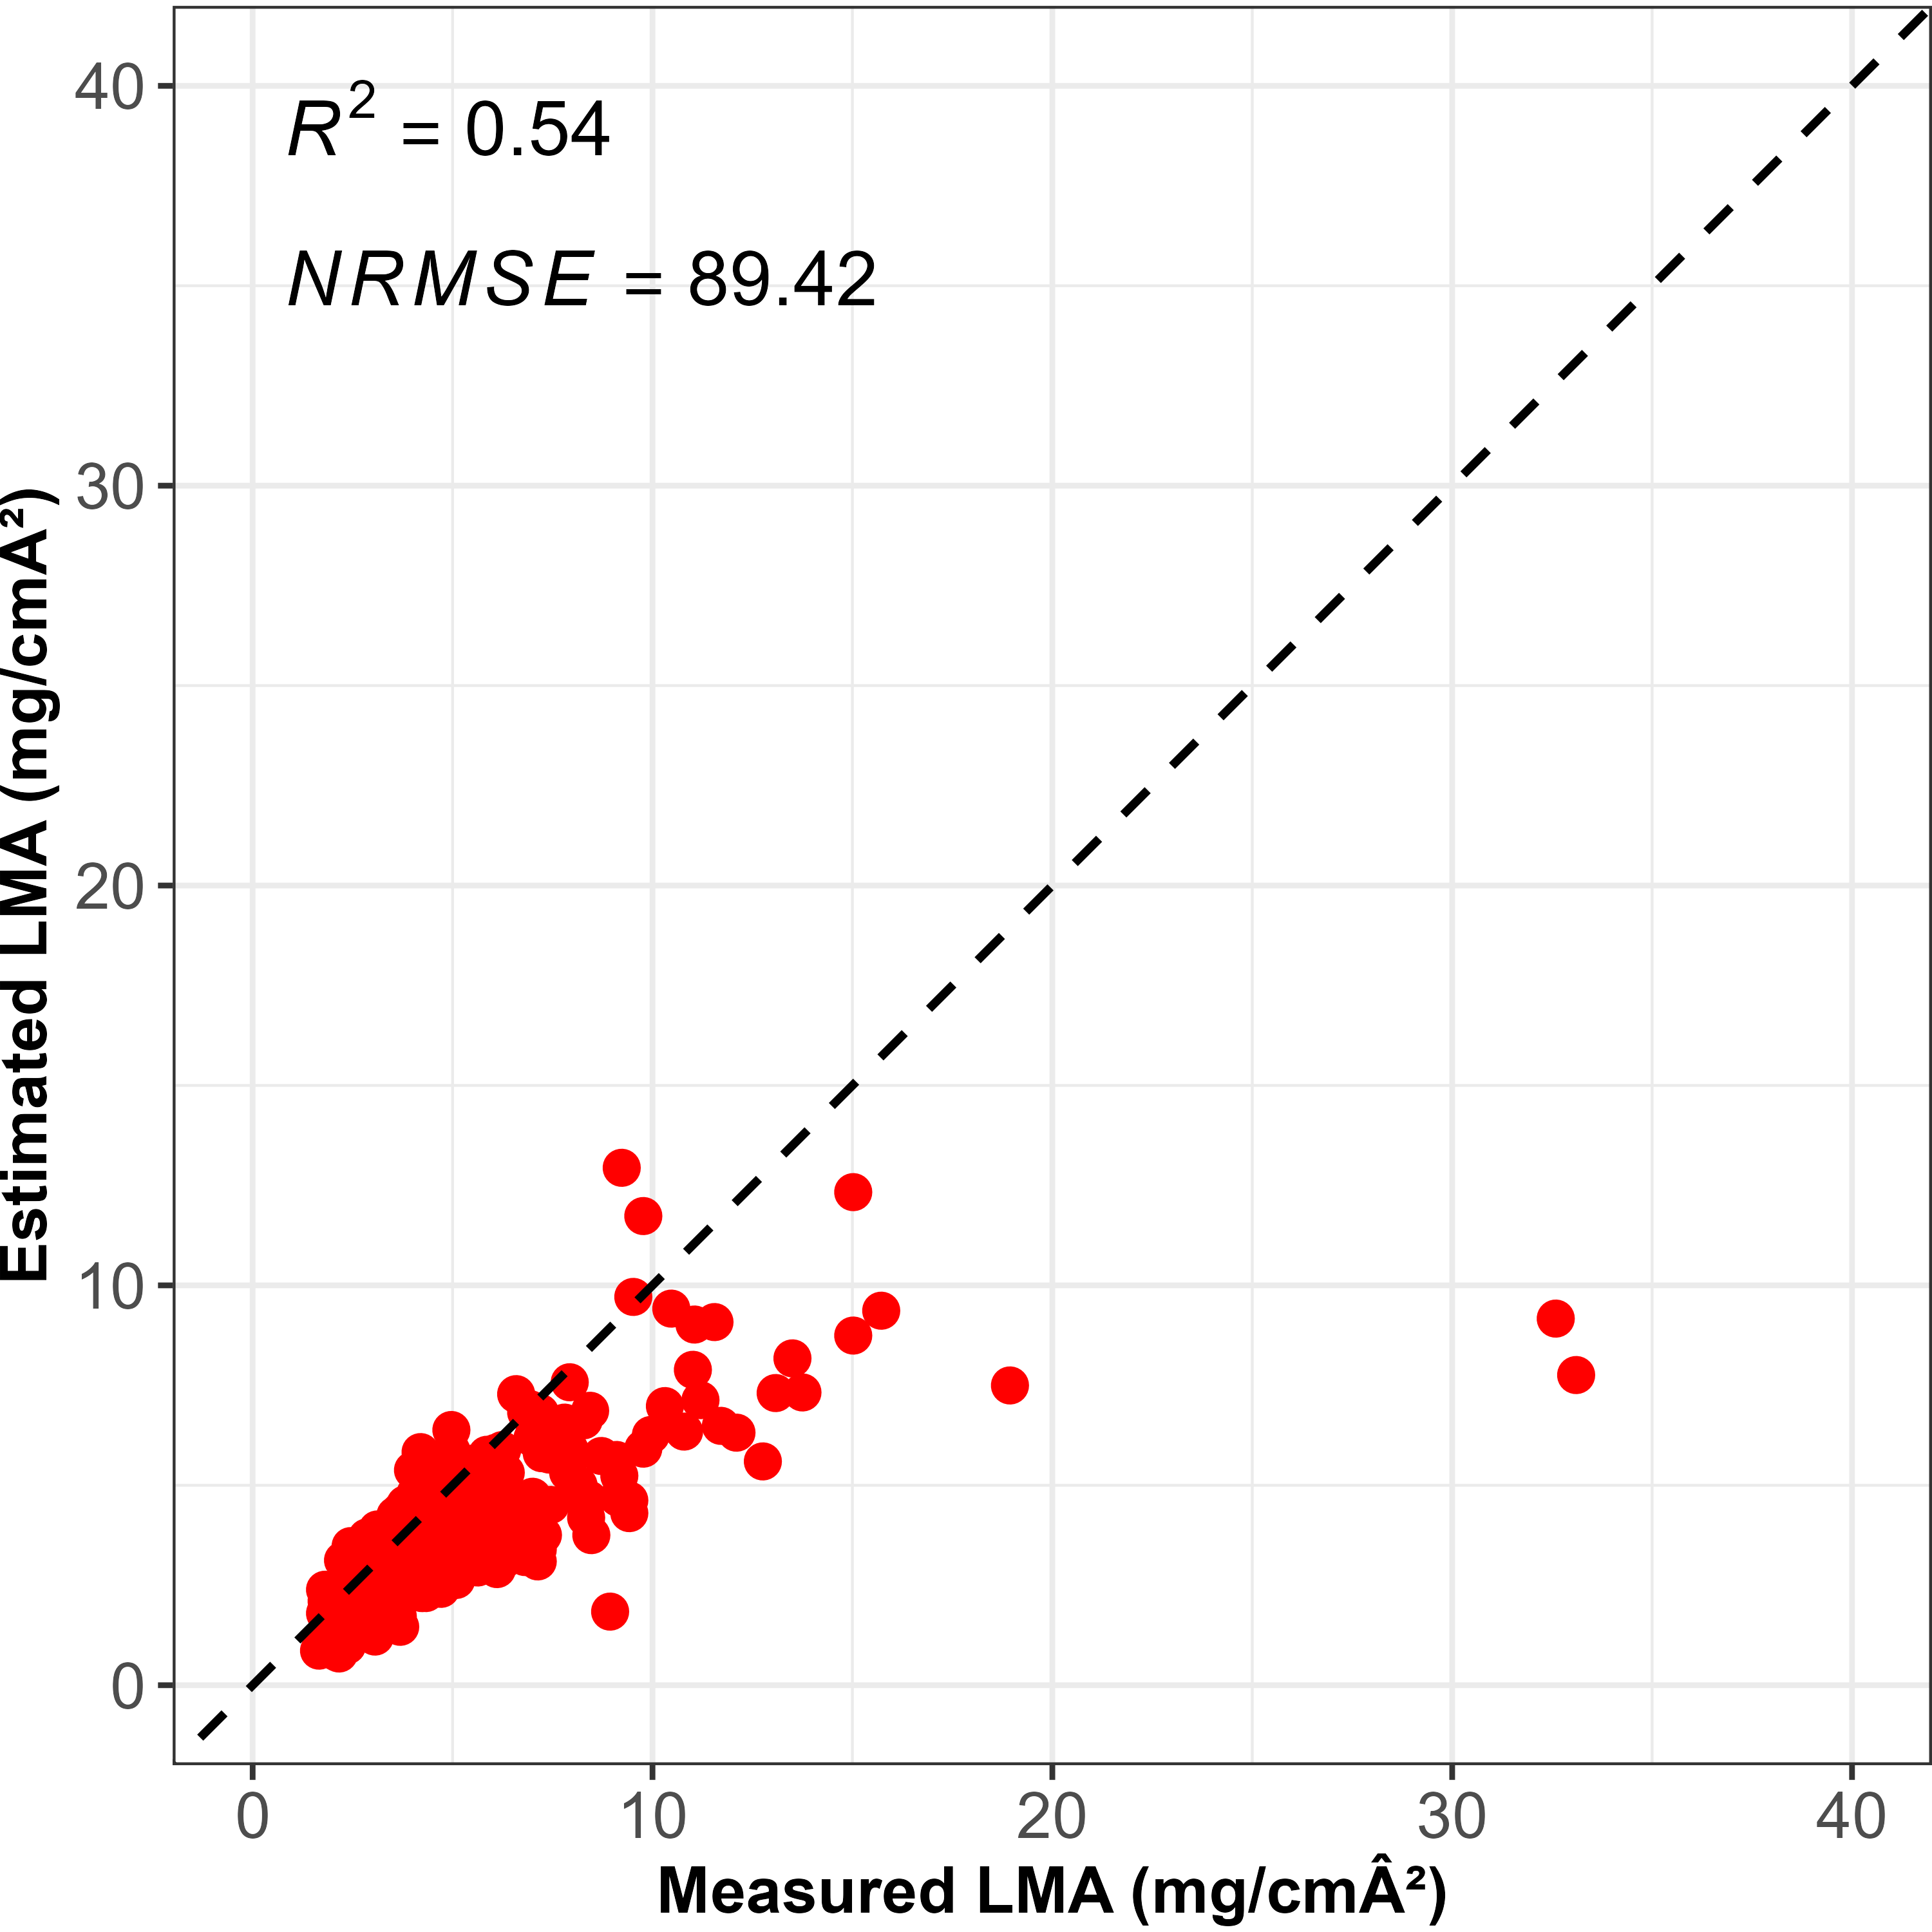 40
R² = 0.54
NRMSE = 89.42
30
Estimated LMA (mg/cmÂ²)
20
10
0
0 10 20 30 40
Measured LMA (mg/cmÂ²)